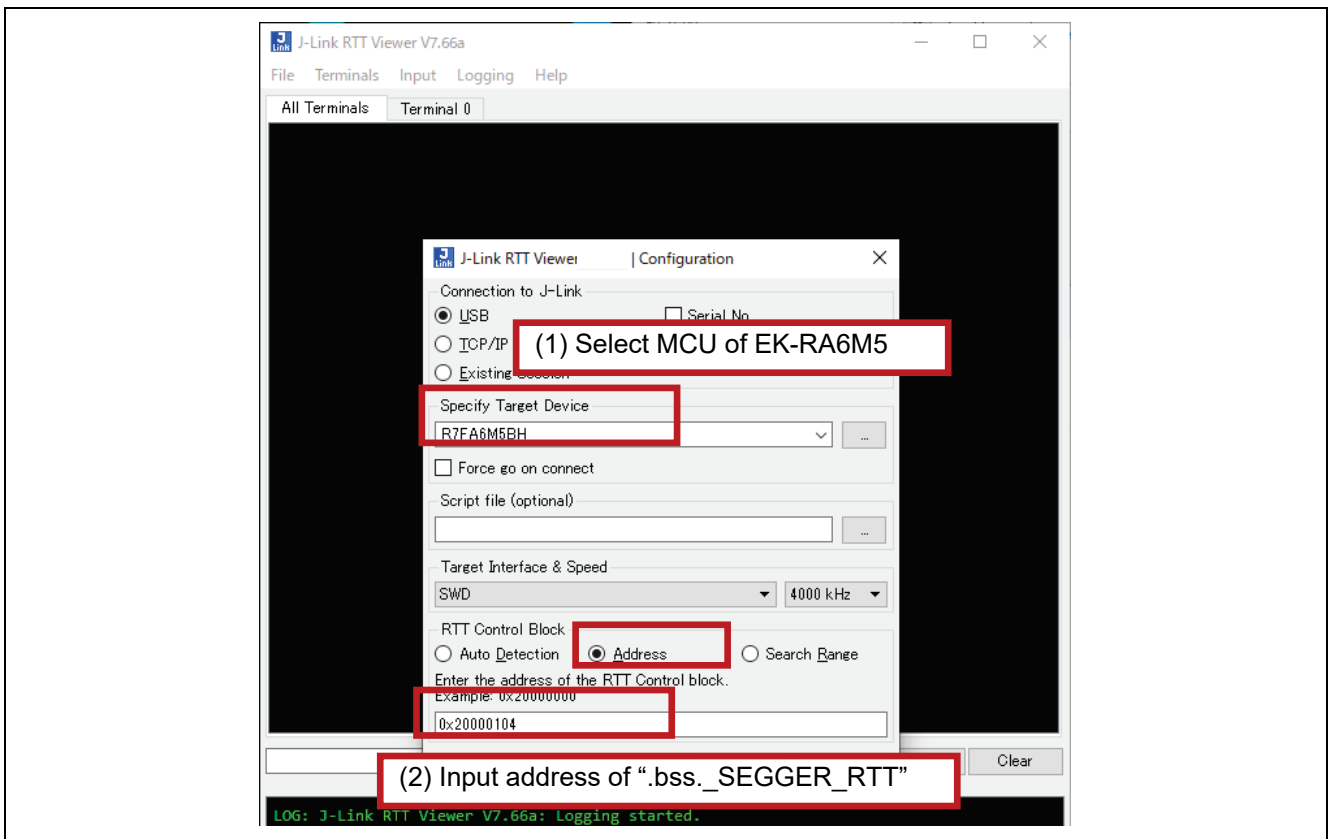 J-Link RTT Viewer V7.66a
File Terminals Input Logging Help
All Terminals Terminal 0
J-Link RTT Viewer | Configuration
Connection to J-Link
USB Serial No
(1) Select MCU of EK-RA6M5
TCP/IP
Existing
Specify Target Device
R7FA6M5BH
...
Force go on connect
Script file (optional)
...
Target Interface & Speed
SWD 4000 kHz
RTT Control Block
Auto Detection Address Search Range
Enter the address of the RTT Control block.
Example: 0x20000000
0x20000104
Clear
(2) Input address of “.bss._SEGGER_RTT”
LOG: J-Link RTT Viewer V7.66a: Logging started.